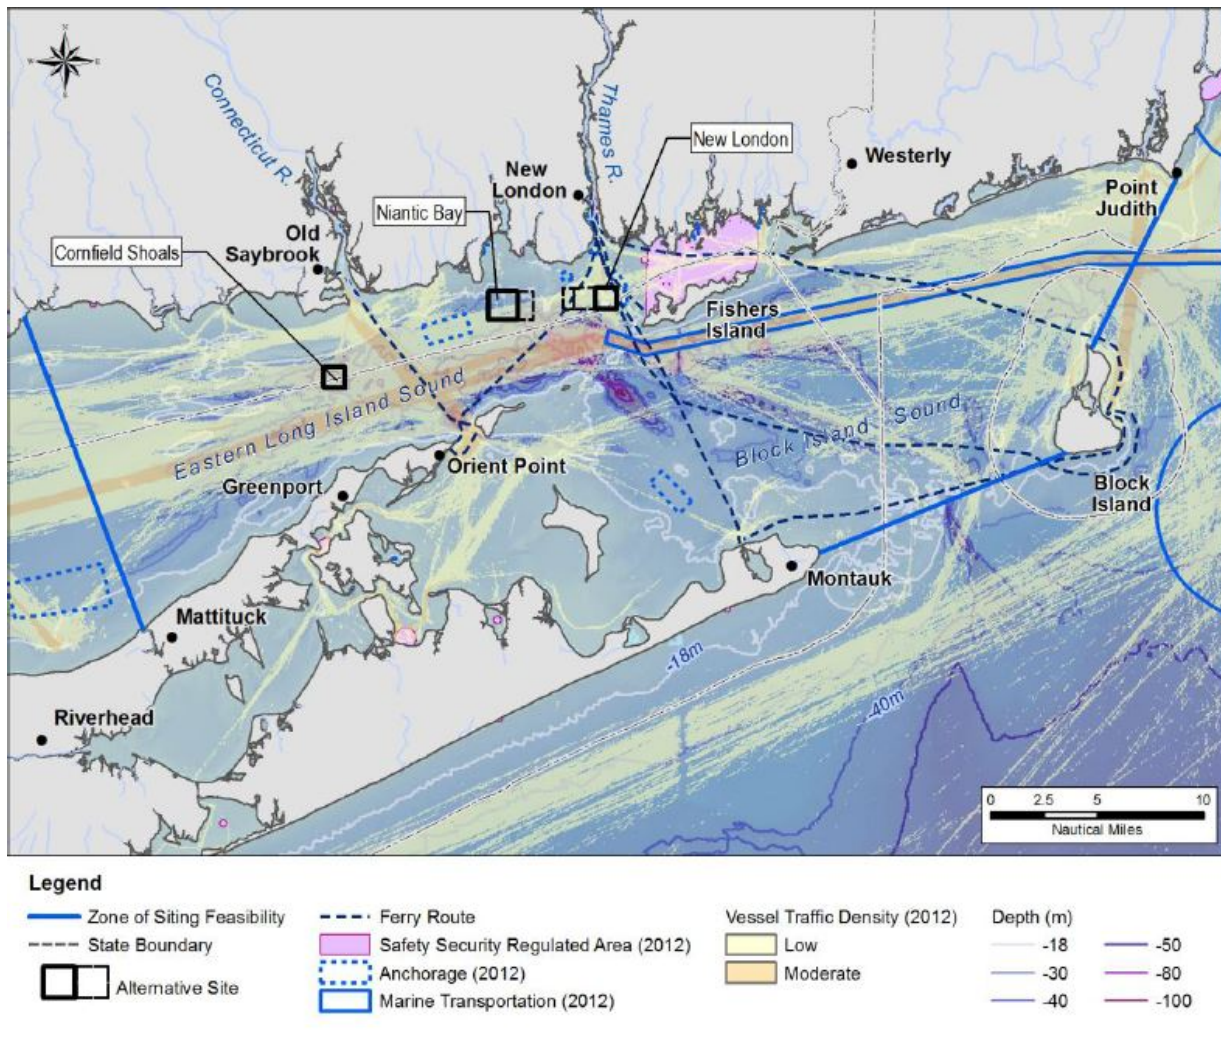 N
W
E
S
Connecticut R.
Thames R.
New London
Westerly
New
London
Point
Judith
Niantic Bay
Old
Saybrook
Cornfield Shoals
Fishers
Island
Eastern Long Island Sound
Block Island Sound
Orient Point
Greenport
Block
Island
Montauk
Mattituck
-18m
-40m
Riverhead
0 2.5 5 10
Nautical Miles
Legend
Zone of Siting Feasibility
State Boundary
Alternative Site
Ferry Route
Safety Security Regulated Area (2012)
Anchorage (2012)
Marine Transportation (2012)
Vessel Traffic Density (2012)
Low
Moderate
Depth (m)
-18
-30
-40
-50
-80
-100